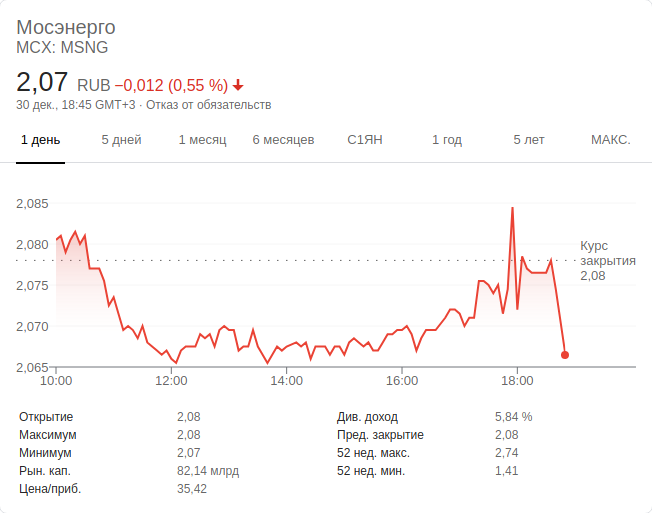 Мосэнерго
MCX: MSNG
2,07 RUB −0,012 (0,55 %)
30 дек., 18:45 GMT+3 · Отказ от обязательств
1 день 5 дней 1 месяц 6 месяцев С1ЯН 1 год 5 лет МАКС.
2,085
2,080
2,075
2,070
2,065
Курс
закрытия
2,08
10:00 12:00 14:00 16:00 18:00
Открытие 2,08 Див. доход 5,84 %
Максимум 2,08 Пред. закрытие 2,08
Минимум 2,07 52 нед. макс. 2,74
Рын. кап. 82,14 млрд 52 нед. мин. 1,41
Цена/приб. 35,42